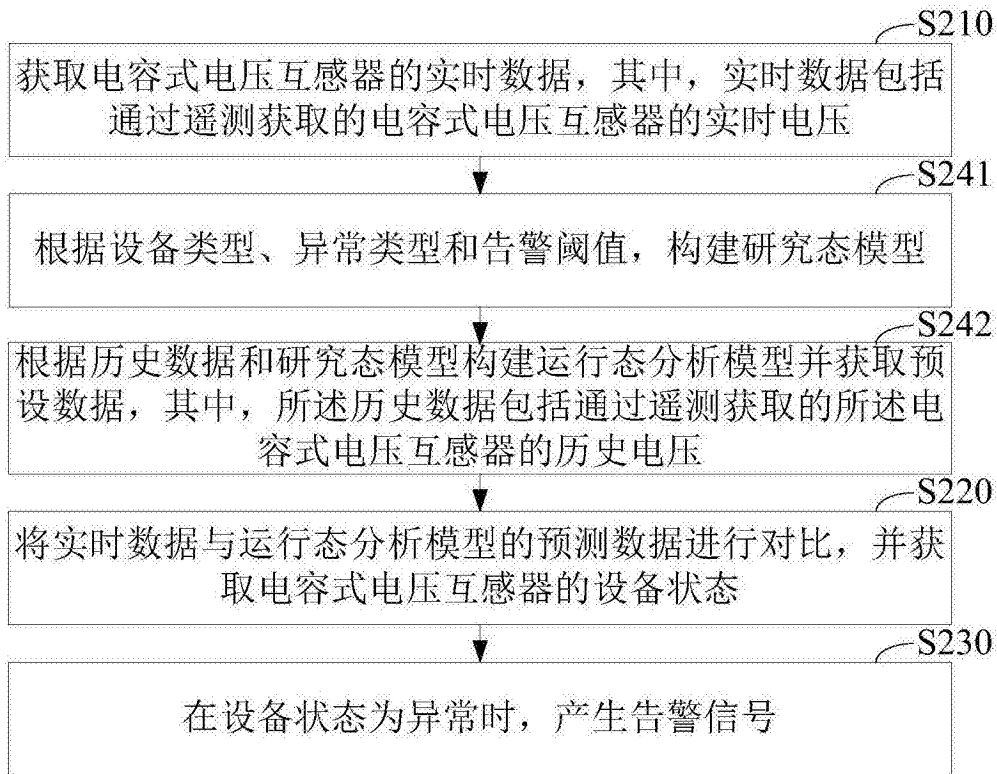 S210
获取电容式电压互感器的实时数据，其中，实时数据包括
通过遥测获取的电容式电压互感器的实时电压
S241
根据设备类型、异常类型和告警阈值，构建研究态模型
S242
根据历史数据和研究态模型构建运行态分析模型并获取预
设数据，其中，所述历史数据包括通过遥测获取的所述电
容式电压互感器的历史电压
S220
将实时数据与运行态分析模型的预测数据进行对比，并获
取电容式电压互感器的设备状态
S230
在设备状态为异常时，产生告警信号